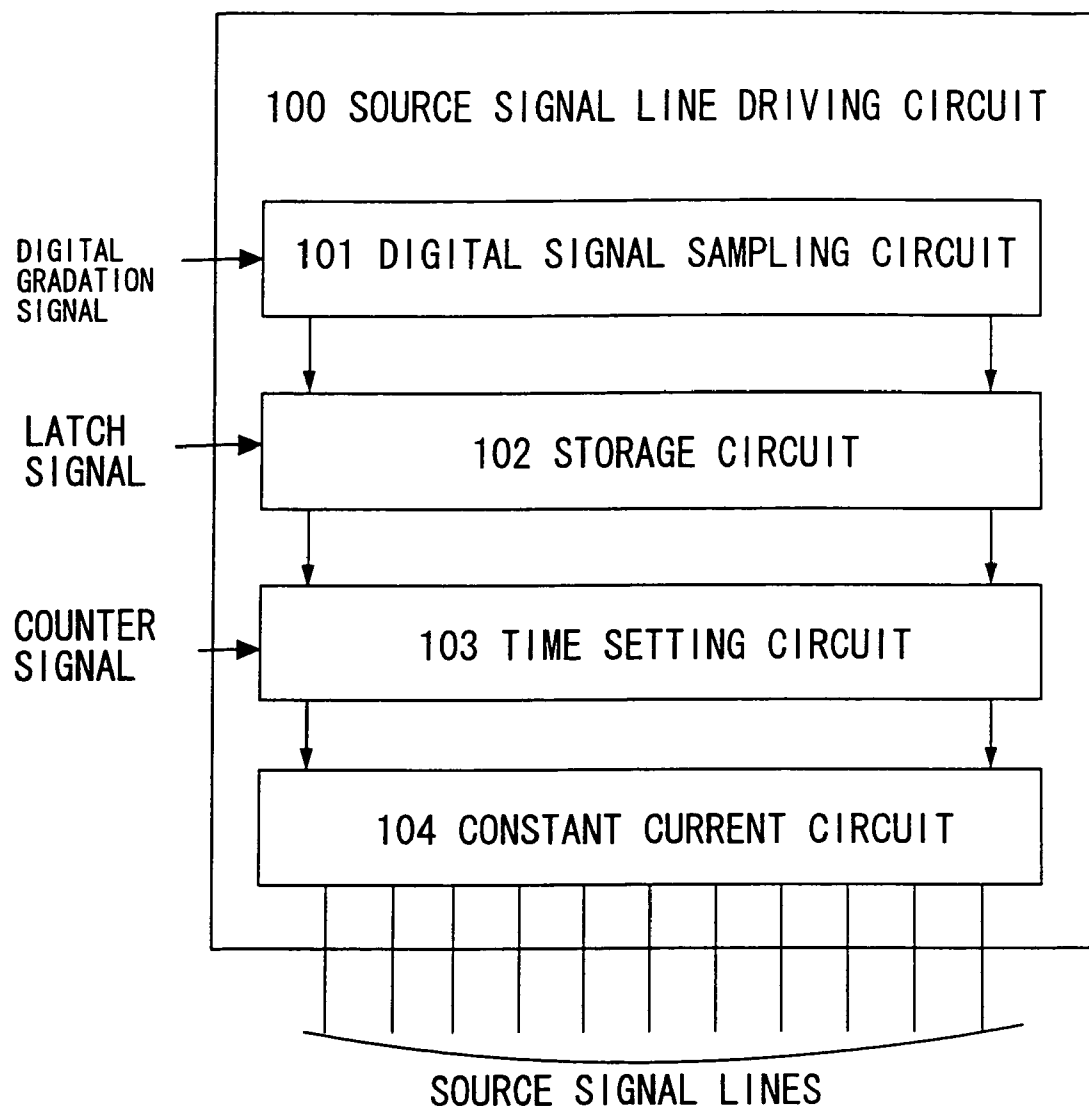 100 SOURCE SIGNAL LINE DRIVING CIRCUIT
DIGITAL
GRADATION
SIGNAL
101 DIGITAL SIGNAL SAMPLING CIRCUIT
LATCH
SIGNAL
102 STORAGE CIRCUIT
COUNTER
SIGNAL
103 TIME SETTING CIRCUIT
104 CONSTANT CURRENT CIRCUIT
SOURCE SIGNAL LINES